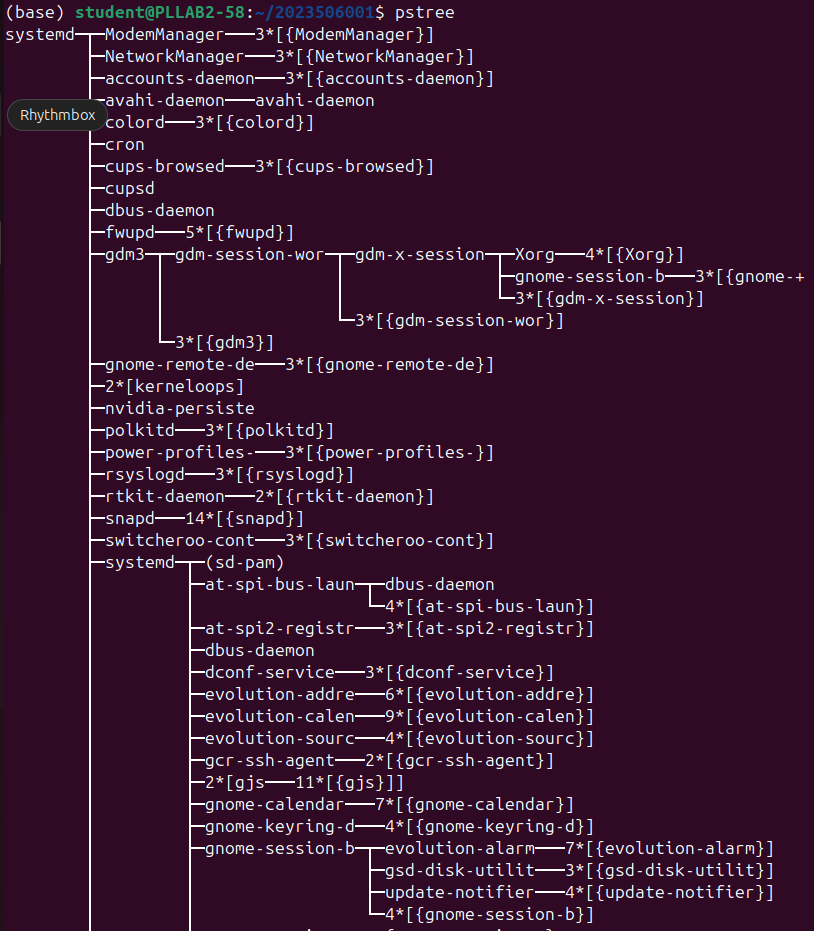 (base) student@PLLAB2-58:~/2023506001$ pstree
systemd─┬─ModemManager───3*[{ModemManager}]
        ├─NetworkManager───3*[{NetworkManager}]
        ├─accounts-daemon───3*[{accounts-daemon}]
        ├─avahi-daemon───avahi-daemon
Rhythmbox
        ├─colord───3*[{colord}]
        ├─cron
        ├─cups-browsed───3*[{cups-browsed}]
        ├─cupsd
        ├─dbus-daemon
        ├─fwupd───5*[{fwupd}]
        ├─gdm3─┬─gdm-session-wor─┬─gdm-x-session─┬─Xorg───4*[{Xorg}]
        │      │                 │               ├─gnome-session-b───3*[{gnome-+
        │      │                 │               └─3*[{gdm-x-session}]
        │      │                 └─3*[{gdm-session-wor}]
        │      └─3*[{gdm3}]
        ├─gnome-remote-de───3*[{gnome-remote-de}]
        ├─2*[kerneloops]
        ├─nvidia-persiste
        ├─polkitd───3*[{polkitd}]
        ├─power-profiles-───3*[{power-profiles-}]
        ├─rsyslogd───3*[{rsyslogd}]
        ├─rtkit-daemon───2*[{rtkit-daemon}]
        ├─snapd───14*[{snapd}]
        ├─switcheroo-cont───3*[{switcheroo-cont}]
        ├─systemd─┬─(sd-pam)
        │         ├─at-spi-bus-laun─┬─dbus-daemon
        │         │                 └─4*[{at-spi-bus-laun}]
        │         ├─at-spi2-registr───3*[{at-spi2-registr}]
        │         ├─dbus-daemon
        │         ├─dconf-service───3*[{dconf-service}]
        │         ├─evolution-addre───6*[{evolution-addre}]
        │         ├─evolution-calen───9*[{evolution-calen}]
        │         ├─evolution-sourc───4*[{evolution-sourc}]
        │         ├─gcr-ssh-agent───2*[{gcr-ssh-agent}]
        │         ├─2*[gjs───11*[{gjs}]]
        │         ├─gnome-calendar───7*[{gnome-calendar}]
        │         ├─gnome-keyring-d───4*[{gnome-keyring-d}]
        │         ├─gnome-session-b─┬─evolution-alarm───7*[{evolution-alarm}]
        │         │                 ├─gsd-disk-utilit───3*[{gsd-disk-utilit}]
        │         │                 ├─update-notifier───4*[{update-notifier}]
        │         │                 └─4*[{gnome-session-b}]